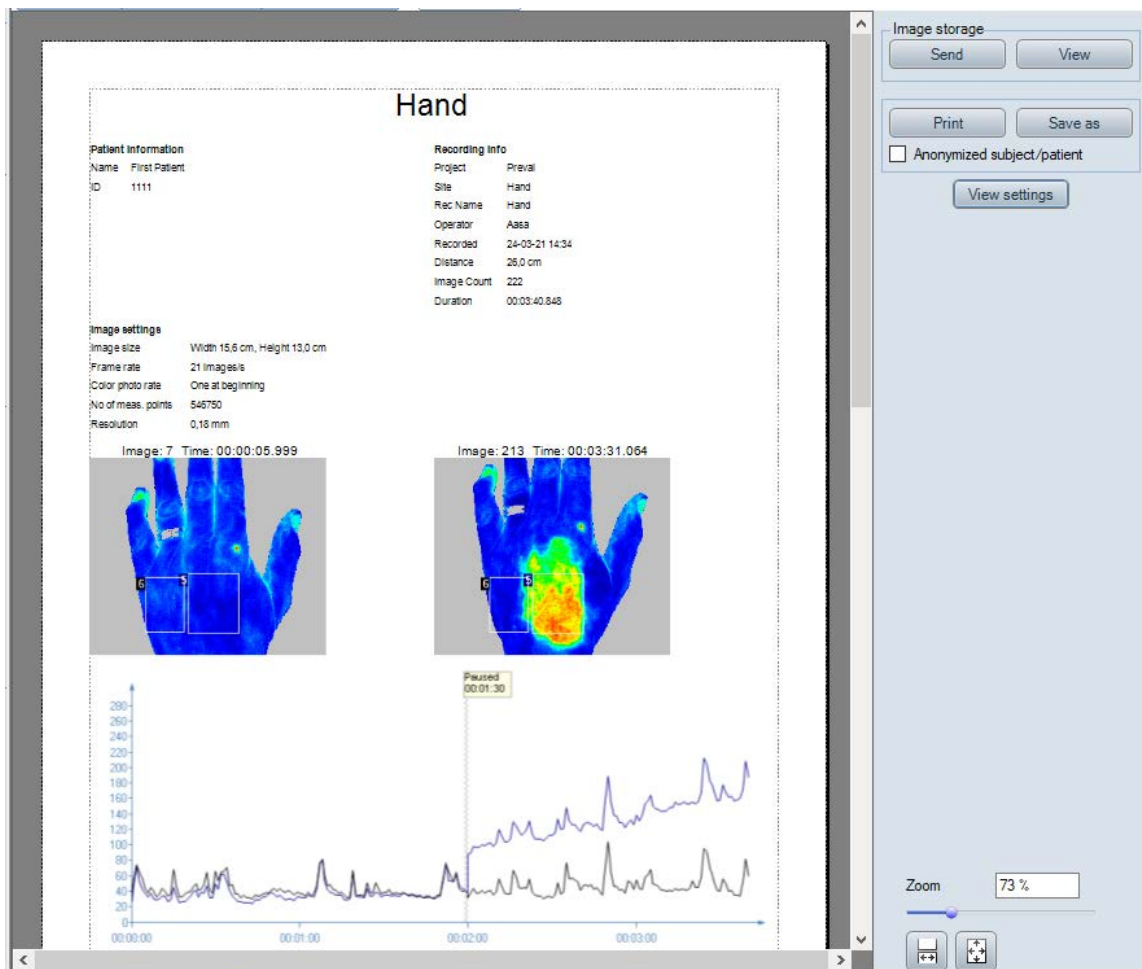 Hand
Patient Information
Name First Patient
ID 1111
Recording Info
Project Preval
Site Hand
Rec Name Hand
Operator Aasa
Recorded 24-03-21 14:34
Distance 26,0 cm
Image Count 222
Duration 00:03:40.848
Image settings
Image size Width 15,6 cm, Height 13,0 cm
Frame rate 21 images/s
Color photo rate One at beginning
No of meas. points 546750
Resolution 0,18 mm
Image: 7 Time: 00:00:05.999
Image: 213 Time: 00:03:31.064
6 5
6 5
Paused
00:01:30
280
260
240
220
200
180
160
140
120
100
80
60
40
20
0
00:00:00 00:01:00 00:02:00 00:03:00
Image storage
Send View
Print Save as
Anonymized subject/patient
View settings
Zoom 73 %